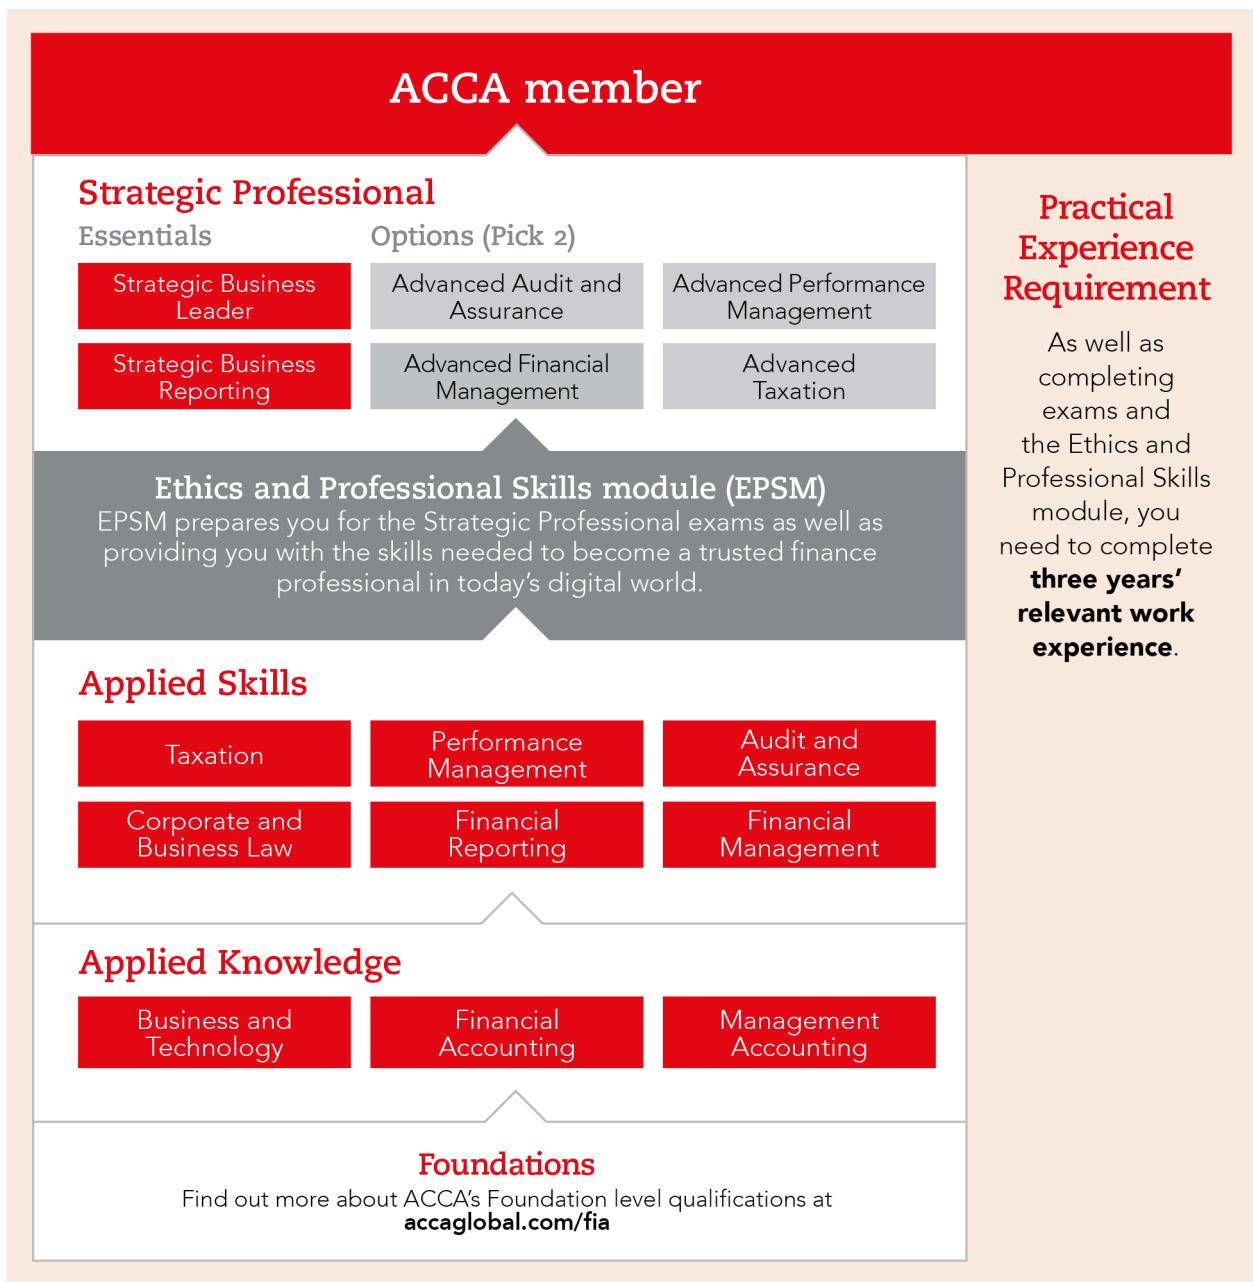 ACCA member
Strategic Professional
Essentials
Options (Pick 2)
Strategic Business
Leader
Advanced Audit and
Assurance
Advanced Performance
Management
Strategic Business
Reporting
Advanced Financial
Management
Advanced
Taxation
Ethics and Professional Skills module (EPSM)
EPSM prepares you for the Strategic Professional exams as well as
providing you with the skills needed to become a trusted finance
professional in today’s digital world.
Applied Skills
Taxation
Performance
Management
Audit and
Assurance
Corporate and
Business Law
Financial
Reporting
Financial
Management
Applied Knowledge
Business and
Technology
Financial
Accounting
Management
Accounting
Foundations
Find out more about ACCA’s Foundation level qualifications at
accaglobal.com/fia
Practical
Experience
Requirement
As well as
completing
exams and
the Ethics and
Professional Skills
module, you
need to complete
three years’
relevant work
experience.